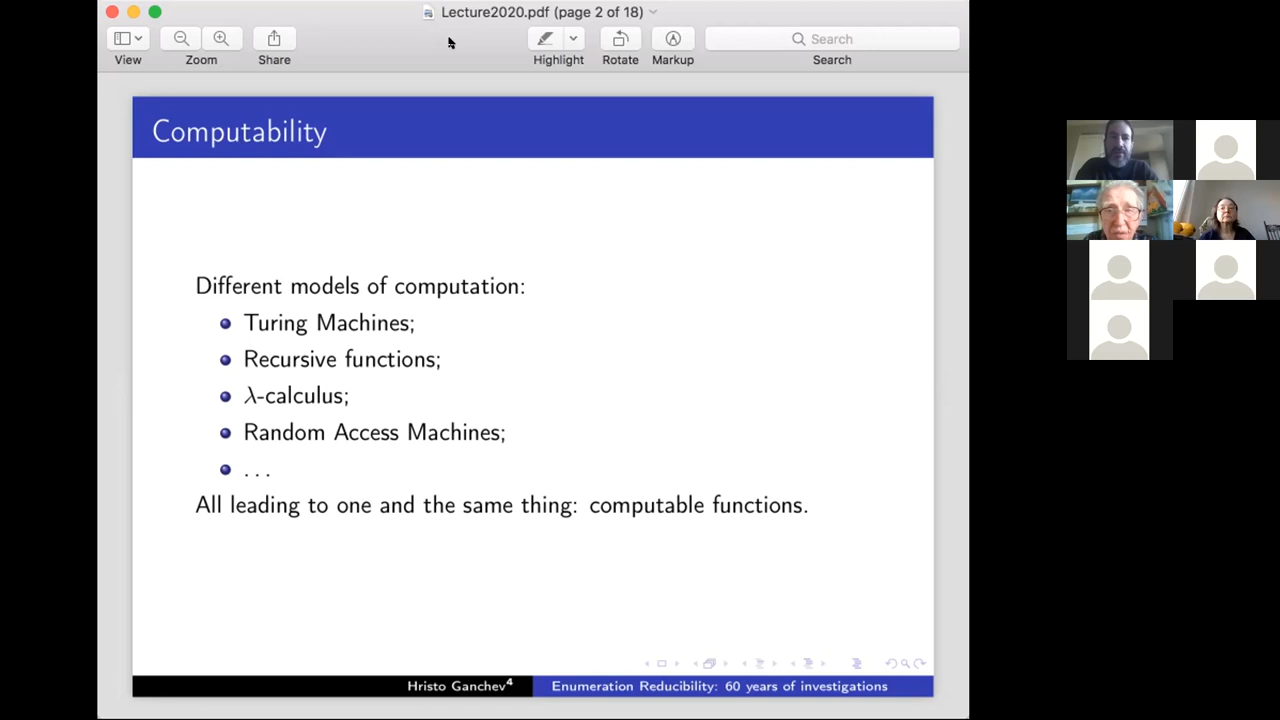 Lecture2020.pdf (page 2 of 18)
Search
View
Zoom
Share
Highlight
Rotate
Markup
Search
Computability
Different models of computation:
Turing Machines;
Recursive functions;
λ-calculus;
Random Access Machines;
...
All leading to one and the same thing: computable functions.
Hristo Ganchev⁴
Enumeration Reducibility: 60 years of investigations